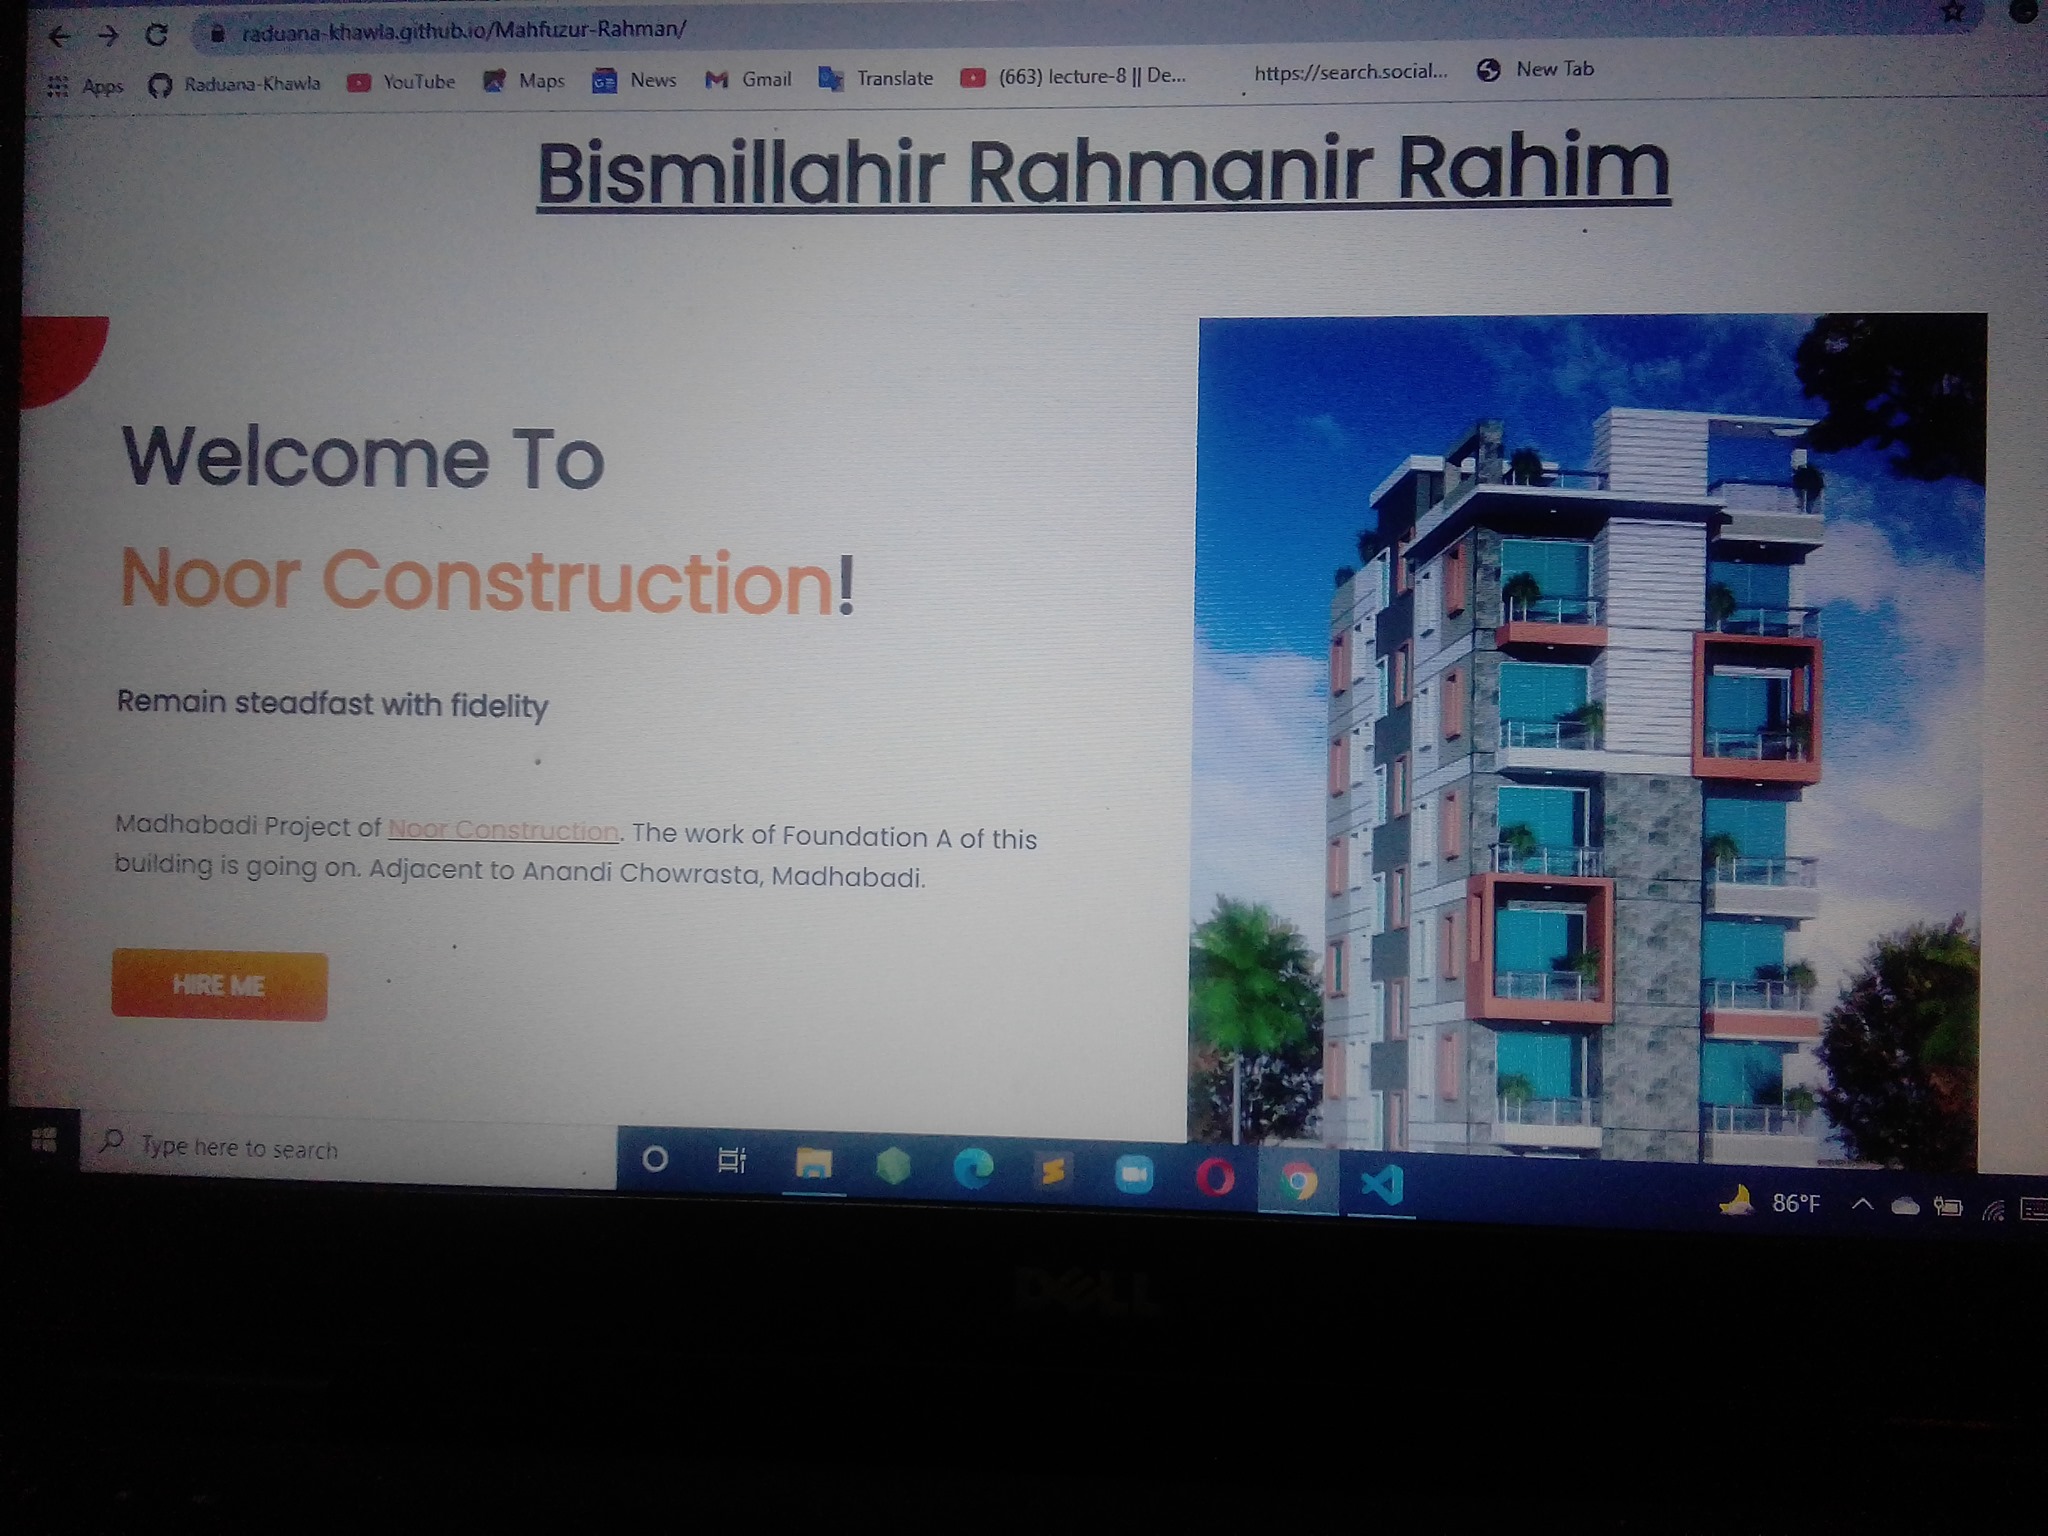 raduana-khawla.github.io/Mahfuzur-Rahman/
Apps Raduana-Khawla YouTube Maps News Gmail Translate (663) lecture-8 || De... https://search.social... New Tab
Bismillahir Rahmanir Rahim
Welcome To
Noor Construction!
Remain steadfast with fidelity
Madhabadi Project of Noor Construction. The work of Foundation A of this
building is going on. Adjacent to Anandi Chowrasta, Madhabadi.
HIRE ME
Type here to search
86°F
DELL